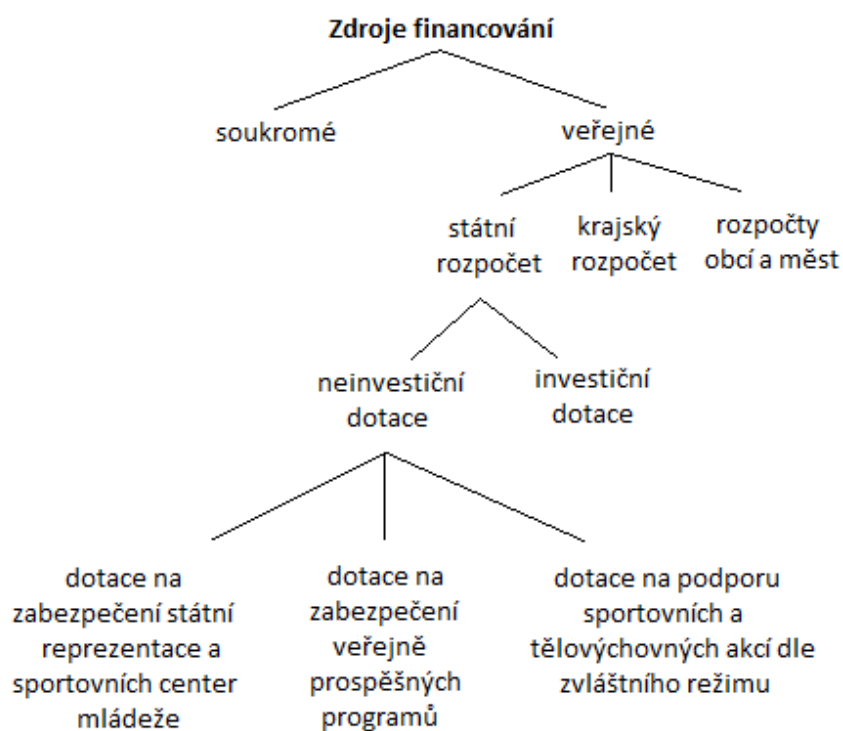 Zdroje financování
soukromé
veřejné
státní
rozpočet
krajský
rozpočet
rozpočty
obcí a měst
neinvestiční
dotace
investiční
dotace
dotace na
zabezpečení státní
reprezentace a
sportovních center
mládeže
dotace na
zabezpečení
veřejně
prospěšných
programů
dotace na podporu
sportovních a
tělovýchovných akcí dle
zvláštního režimu